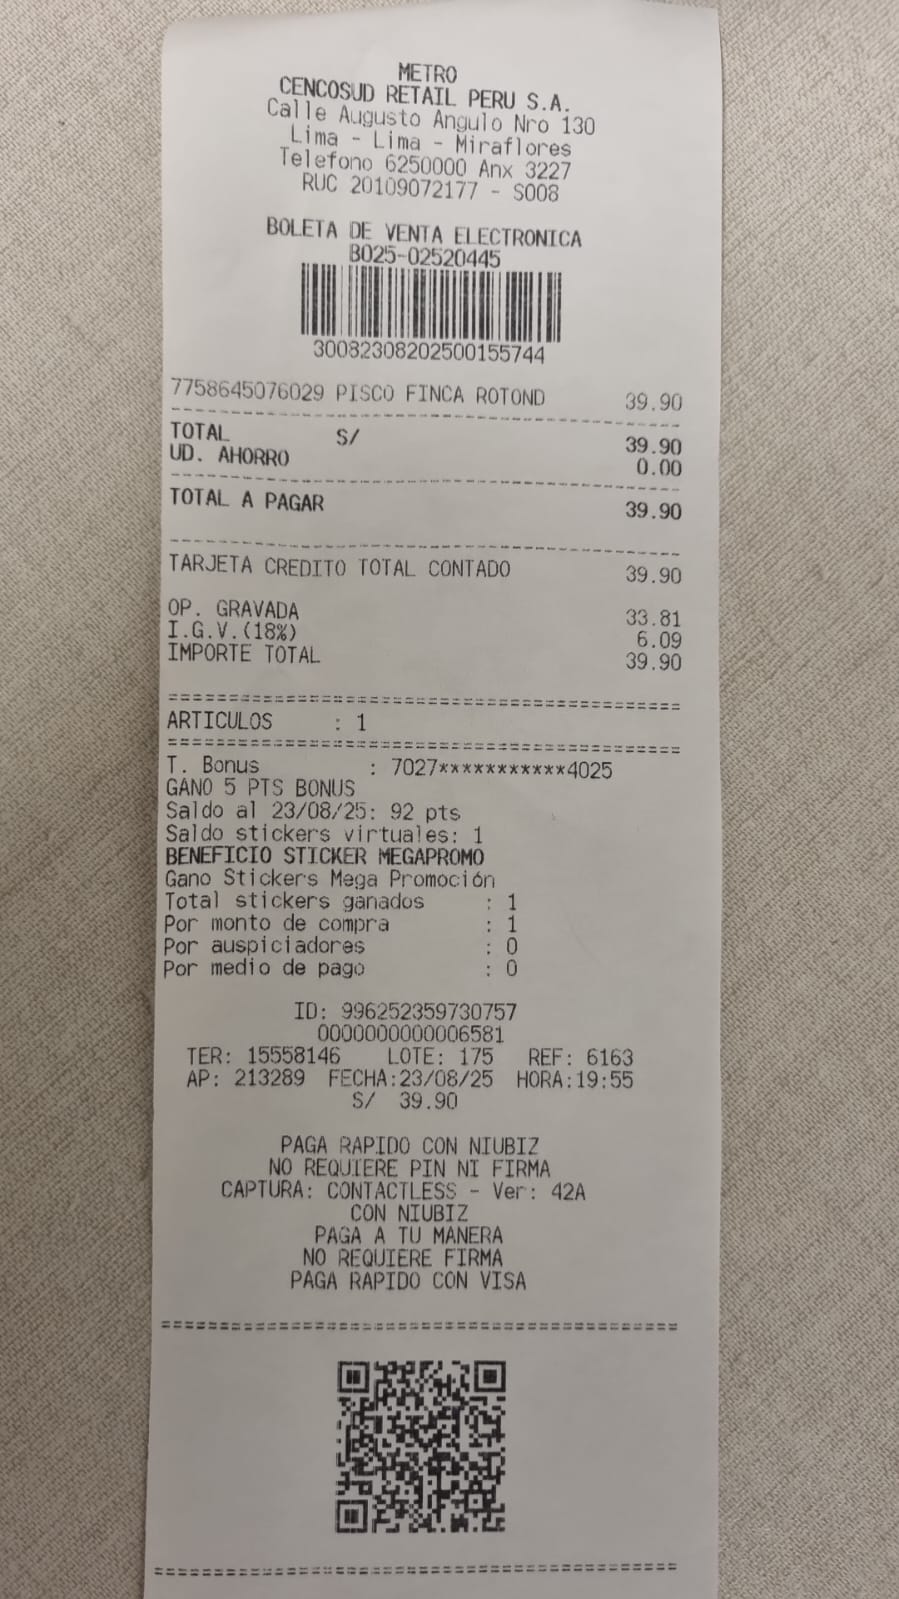 METRO
CENCOSUD RETAIL PERU S.A.
Calle Augusto Angulo Nro 130
Lima - Lima - Miraflores
Telefono 6250000 Anx 3227
RUC 20109072177 - S008
BOLETA DE VENTA ELECTRONICA
B025-02520445
300823082025001557​44
7758645076029 PISCO FINCA ROTOND 39.90
TOTAL S/ 39.90
UD. AHORRO 0.00
TOTAL A PAGAR 39.90
TARJETA CREDITO TOTAL CONTADO 39.90
OP. GRAVADA 33.81
I.G.V.(18%) 6.09
IMPORTE TOTAL 39.90
ARTICULOS : 1
T. Bonus : 7027***********4025
GANO 5 PTS BONUS
Saldo al 23/08/25: 92 pts
Saldo stickers virtuales: 1
BENEFICIO STICKER MEGAPROMO
Gano Stickers Mega Promoción
Total stickers ganados : 1
Por monto de compra : 1
Por auspiciadores : 0
Por medio de pago : 0
ID: 996252359730757
0000000000006581
TER: 15558146 LOTE: 175 REF: 6163
AP: 213289 FECHA:23/08/25 HORA:19:55
S/ 39.90
PAGA RAPIDO CON NIUBIZ
NO REQUIERE PIN NI FIRMA
CAPTURA: CONTACTLESS - Ver: 42A
CON NIUBIZ
PAGA A TU MANERA
NO REQUIERE FIRMA
PAGA RAPIDO CON VISA